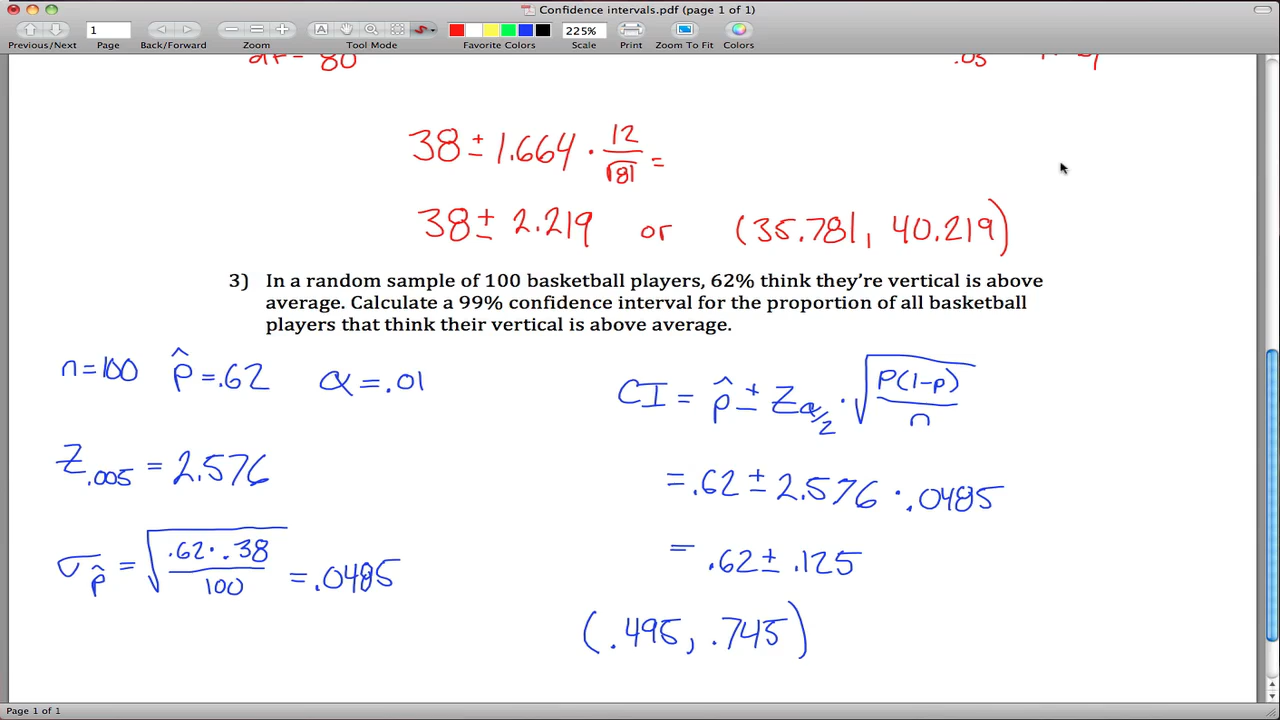 Confidence intervals.pdf (page 1 of 1)
1
225%
Previous/Next Page Back/Forward Zoom Tool Mode Favorite Colors Scale Print Zoom To Fit Colors
df = 80
.05
38 ± 1.664 · 12/√81 =
38 ± 2.219 or (35.781, 40.219)
3) In a random sample of 100 basketball players, 62% think they’re vertical is above
average. Calculate a 99% confidence interval for the proportion of all basketball
players that think their vertical is above average.
n=100 p̂ = .62 α = .01
CI = p̂ ± Zα/2 · √(P(1-p)/n)
Z.005 = 2.576
= .62 ± 2.576 · .0485
σp̂ = √(.62 · .38/100) = .0485
= .62 ± .125
(.495, .745)
Page 1 of 1